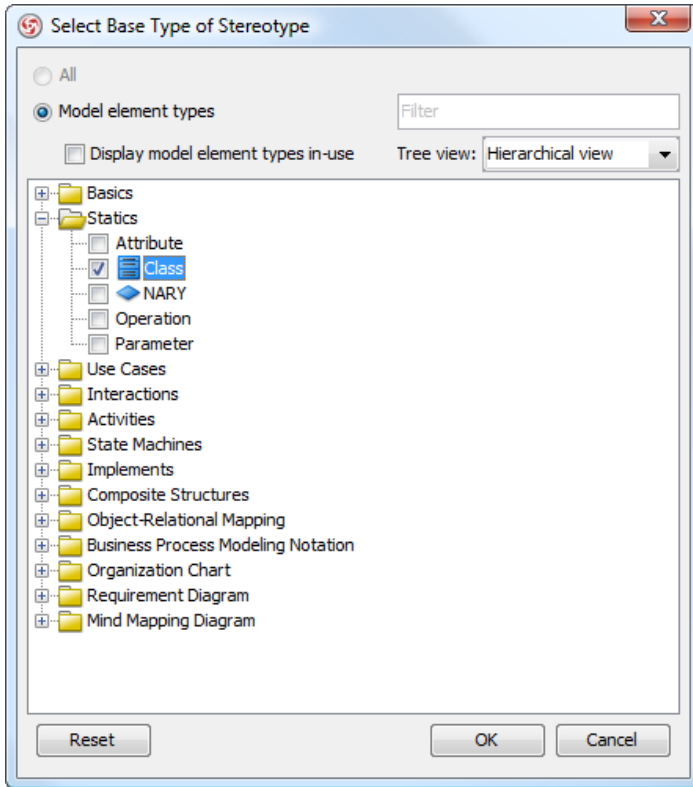 Select Base Type of Stereotype
All
Model element types
Filter
Display model element types in-use Tree view: Hierarchical view
Basics
Statics
Attribute
Class
NARY
Operation
Parameter
Use Cases
Interactions
Activities
State Machines
Implements
Composite Structures
Object-Relational Mapping
Business Process Modeling Notation
Organization Chart
Requirement Diagram
Mind Mapping Diagram
Reset OK Cancel